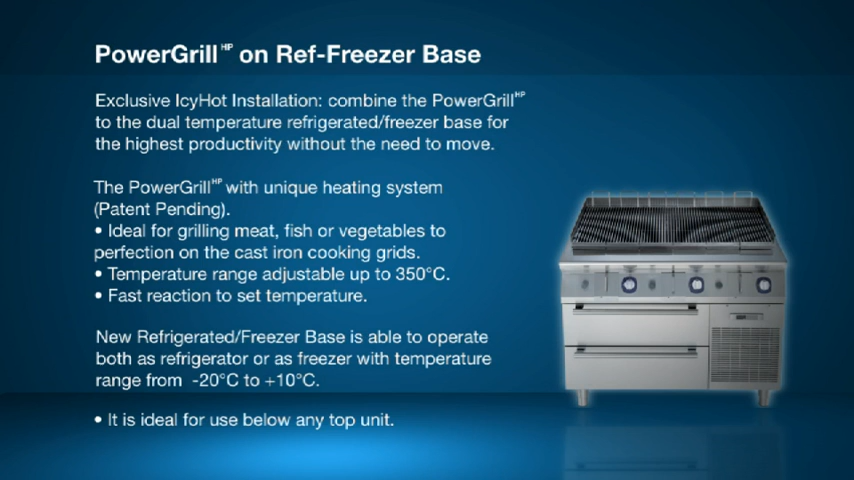 PowerGrill HP on Ref-Freezer Base
Exclusive IcyHot Installation: combine the PowerGrill HP
to the dual temperature refrigerated/freezer base for
the highest productivity without the need to move.
The PowerGrill HP with unique heating system
(Patent Pending).
• Ideal for grilling meat, fish or vegetables to
perfection on the cast iron cooking grids.
• Temperature range adjustable up to 350°C.
• Fast reaction to set temperature.
New Refrigerated/Freezer Base is able to operate
both as refrigerator or as freezer with temperature
range from -20°C to +10°C.
• It is ideal for use below any top unit.